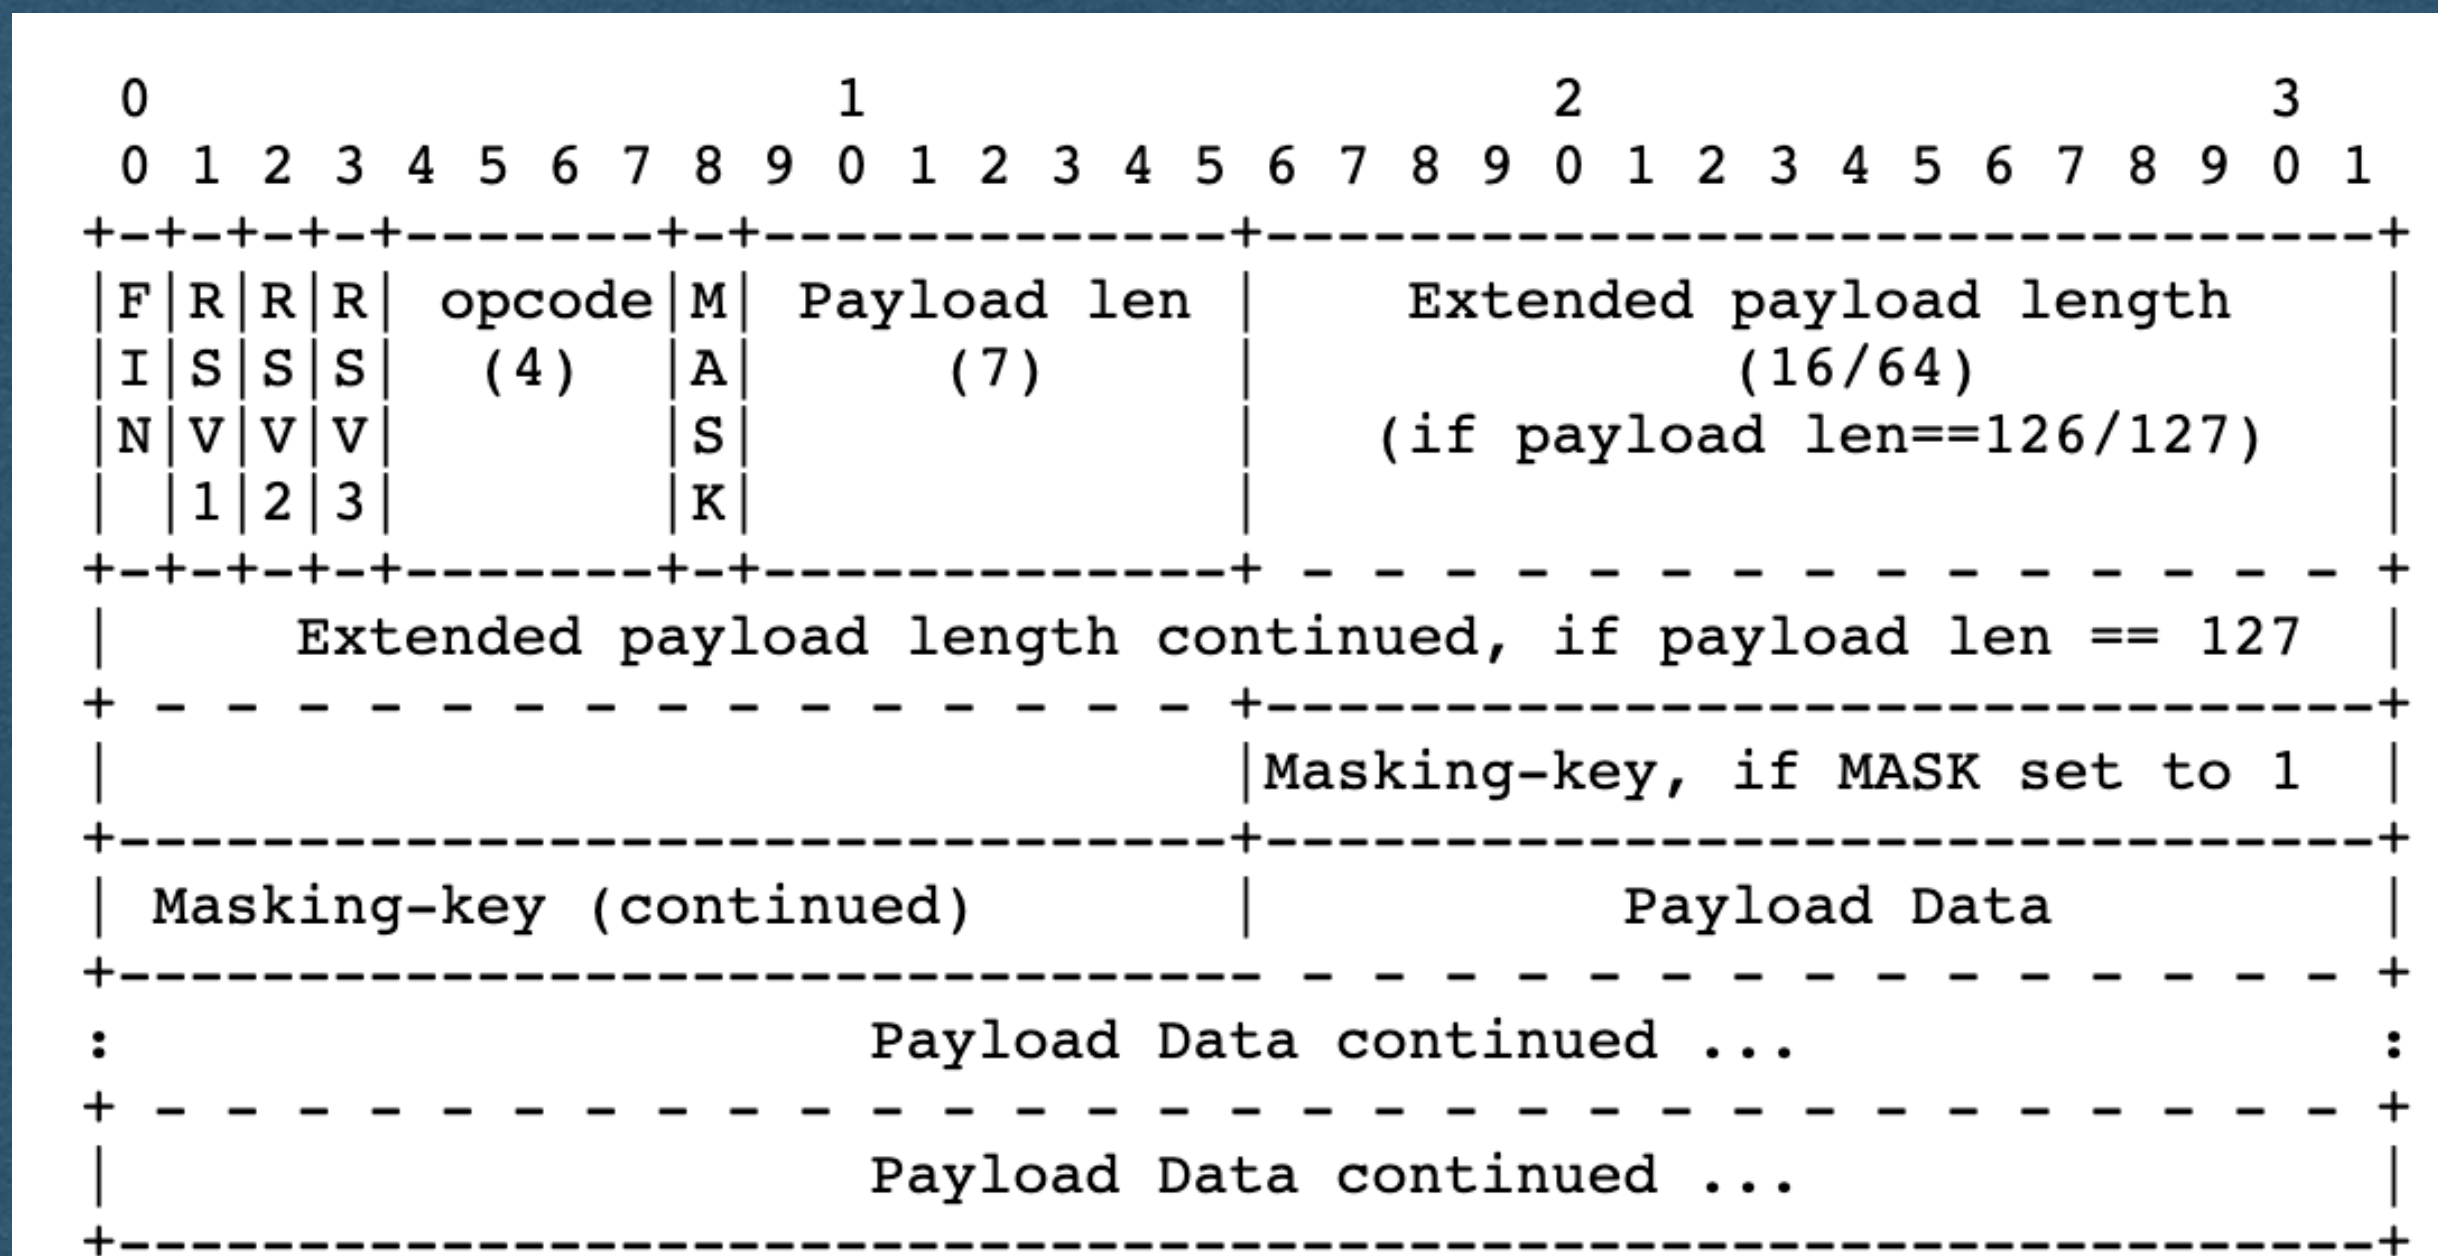 0                   1                   2                   3
 0 1 2 3 4 5 6 7 8 9 0 1 2 3 4 5 6 7 8 9 0 1 2 3 4 5 6 7 8 9 0 1
+-+-+-+-+-------+-+-------------+-------------------------------+
|F|R|R|R| opcode|M| Payload len |    Extended payload length    |
|I|S|S|S|  (4)  |A|     (7)     |             (16/64)           |
|N|V|V|V|       |S|             |   (if payload len==126/127)   |
| |1|2|3|       |K|             |                               |
+-+-+-+-+-------+-+-------------+ - - - - - - - - - - - - - - - +
|     Extended payload length continued, if payload len == 127  |
+ - - - - - - - - - - - - - - - +-------------------------------+
|                               |Masking-key, if MASK set to 1  |
+-------------------------------+-------------------------------+
| Masking-key (continued)       |          Payload Data         |
+-------------------------------- - - - - - - - - - - - - - - - +
:                     Payload Data continued ...                :
+ - - - - - - - - - - - - - - - - - - - - - - - - - - - - - - - +
|                     Payload Data continued ...                |
+---------------------------------------------------------------+